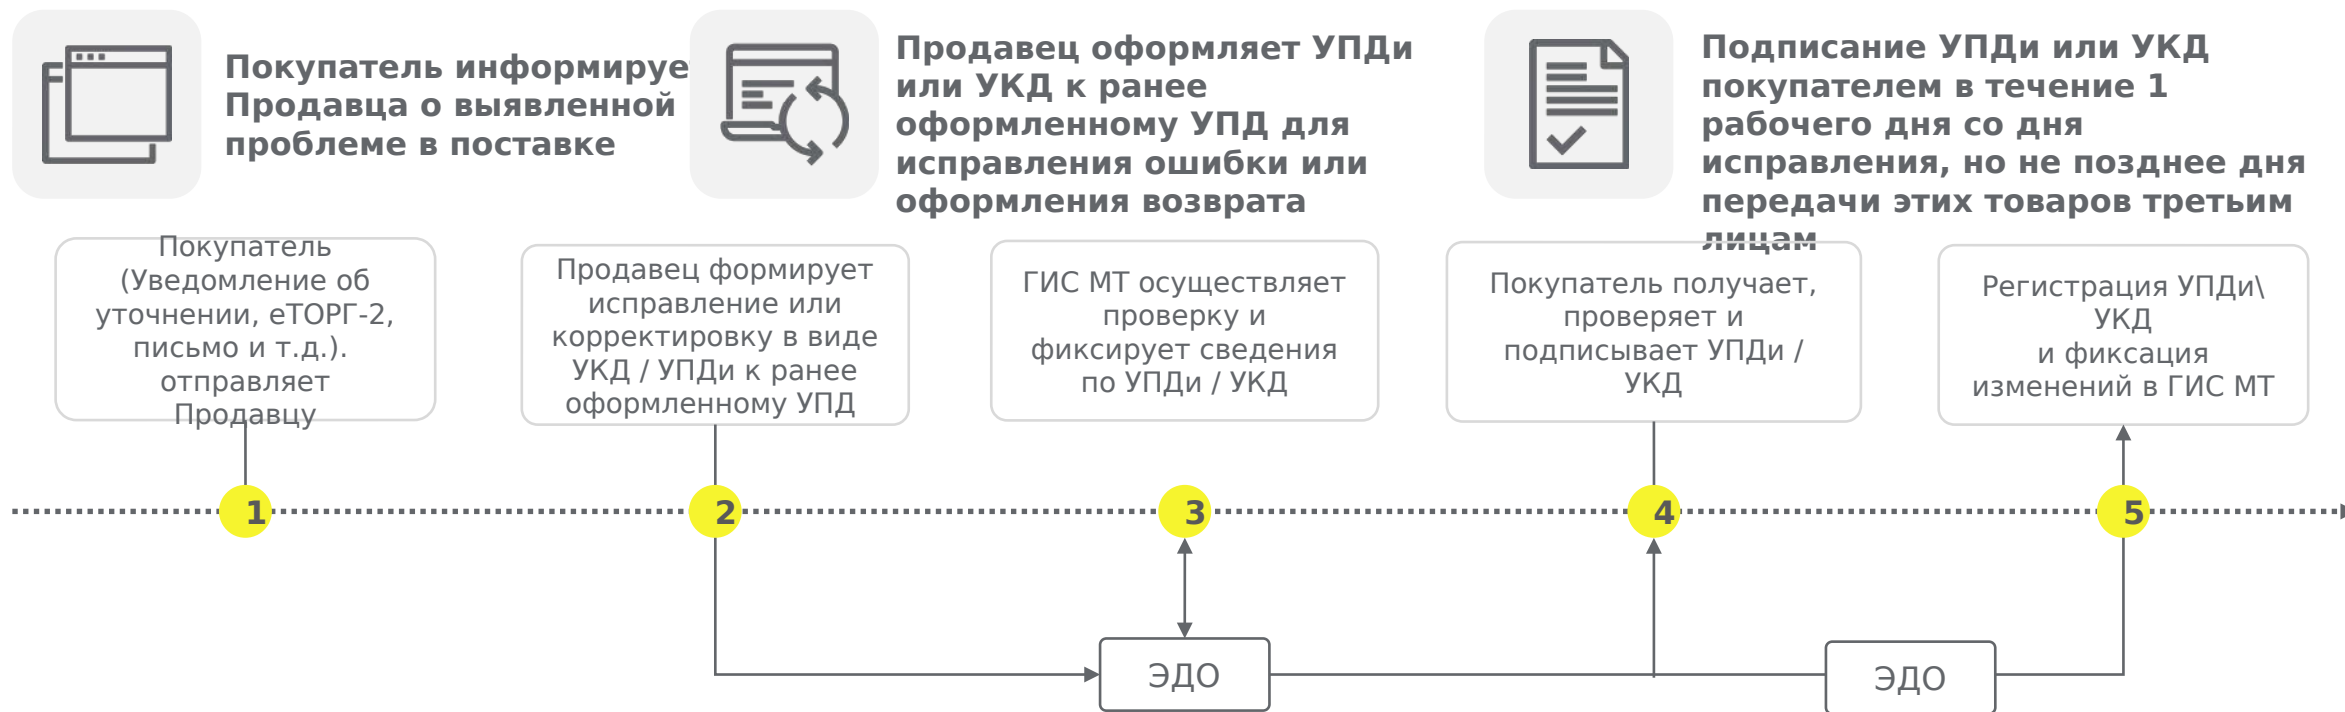 Покупатель информирует
Продавца о выявленной
проблеме в поставке
Продавец оформляет УПДи
или УКД к ранее
оформленному УПД для
исправления ошибки или
оформления возврата
Подписание УПДи или УКД
покупателем в течение 1
рабочего дня со дня
исправления, но не позднее дня
передачи этих товаров третьим
лицам
Покупатель
(Уведомление об
уточнении, еТОРГ-2,
письмо и т.д.).
отправляет
Продавцу
Продавец формирует
исправление или
корректировку в виде
УКД / УПДи к ранее
оформленному УПД
ГИС МТ осуществляет
проверку и
фиксирует сведения
по УПДи / УКД
Покупатель получает,
проверяет и
подписывает УПДи /
УКД
Регистрация УПДи\
УКД
и фиксация
изменений в ГИС МТ
1
2
3
4
5
ЭДО
ЭДО